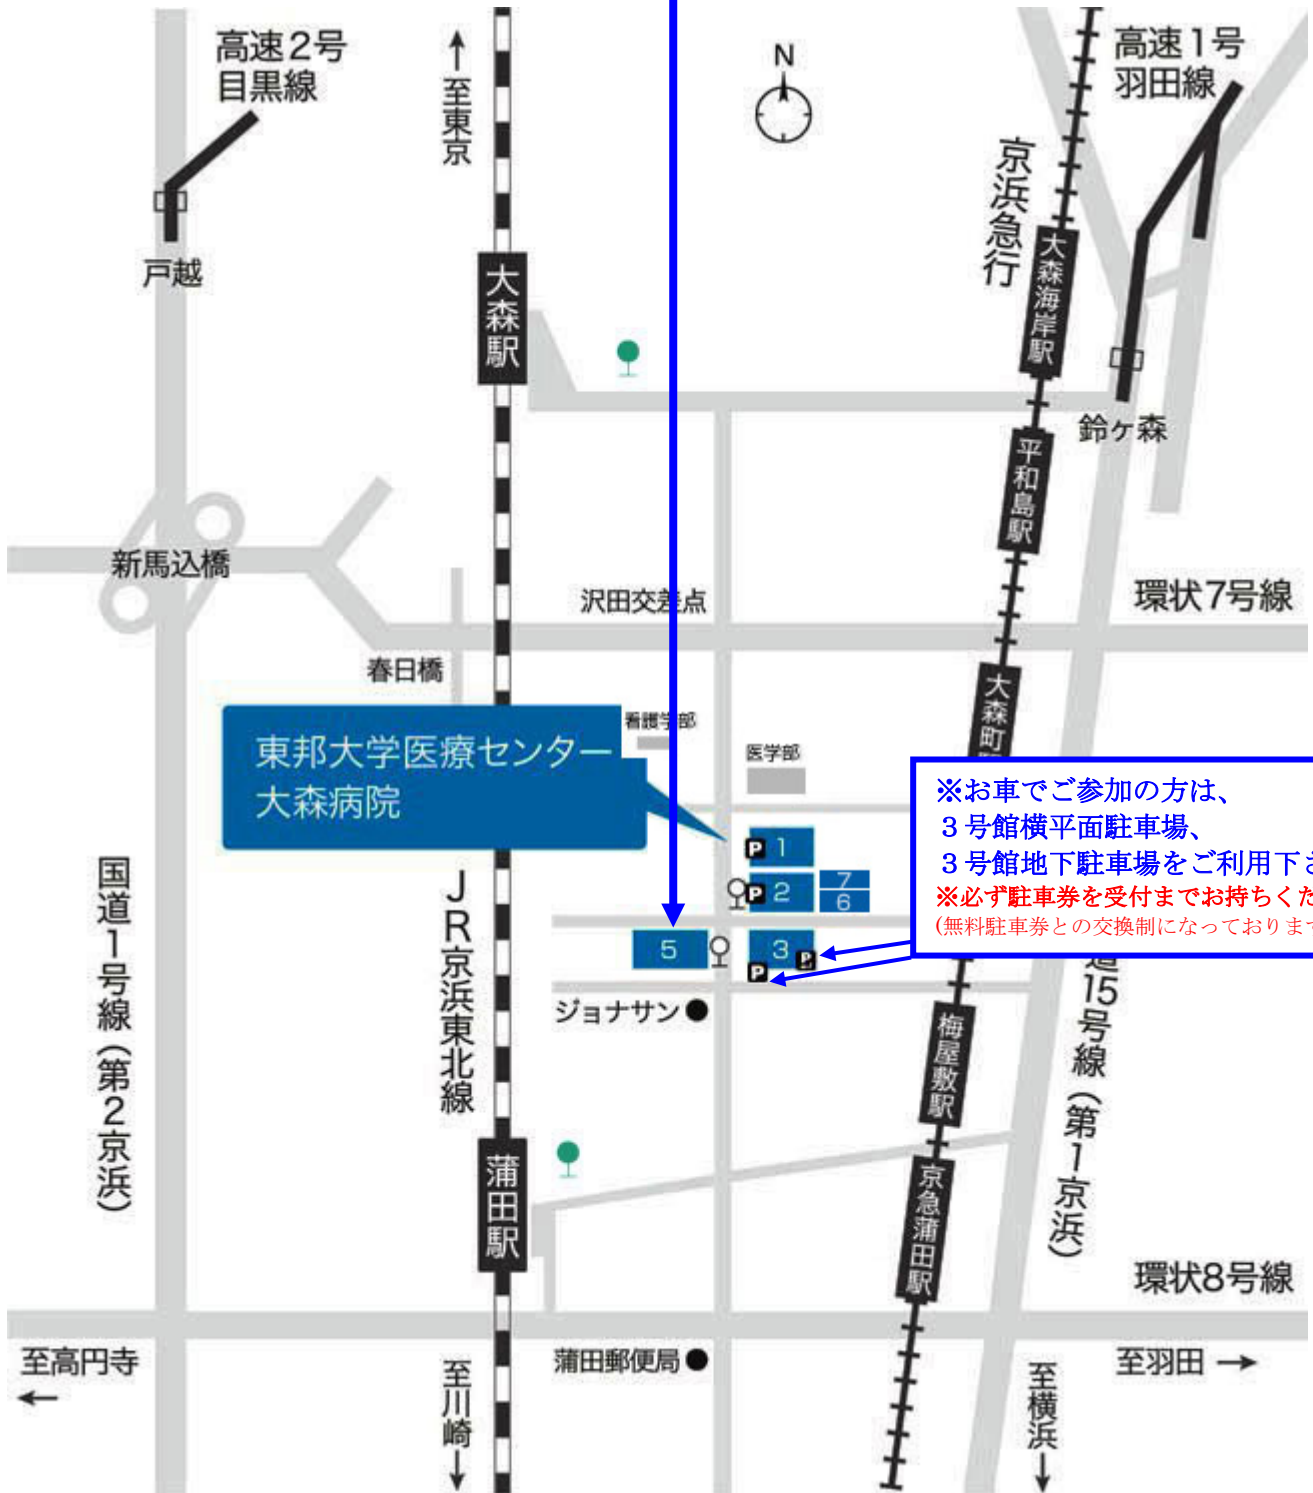 高速2号
目黒線
至東京
N
高速1号
羽田線
京浜急行
大森海岸駅
戸越
大森駅
鈴ヶ森
平和島駅
新馬込橋
沢田交差点
環状7号線
春日橋
大森町
看護学部
医学部
東邦大学医療センター
大森病院
※お車でご参加の方は、
３号館横平面駐車場、
３号館地下駐車場をご利用下
※必ず駐車券を受付までお持ちくだ
(無料駐車券との交換制になっております
P 1
P 2
7
6
5
3 P
P
ジョナサン
国道1号線（第2京浜）
JR京浜東北線
道15号線（第1京浜）
梅屋敷駅
蒲田駅
京急蒲田駅
環状8号線
至高円寺
蒲田郵便局
至羽田
至川崎
至横浜